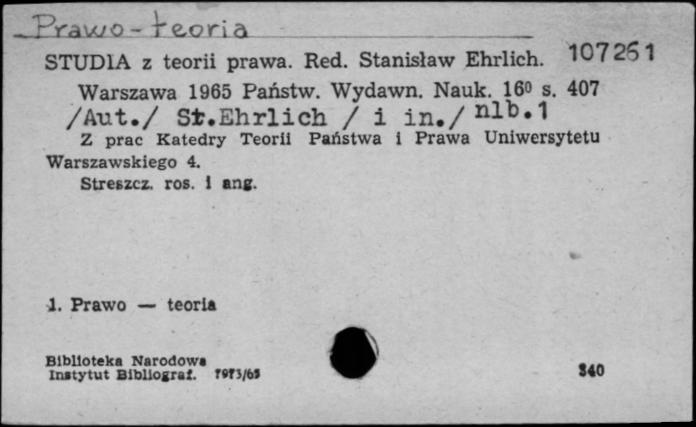 Prawo-teoria
STUDIA z teorii prawa. Red. Stanisław Ehrlich. 107261
Warszawa 1965 Państw. Wydawn. Nauk. 16⁰ s. 407
/Aut./ St.Ehrlich / i in./ nlb.1
Z prac Katedry Teorii Państwa i Prawa Uniwersytetu
Warszawskiego 4.
Streszcz. ros. i ang.
1. Prawo — teoria
Biblioteka Narodowa
Instytut Bibliograf. 7973/65 340